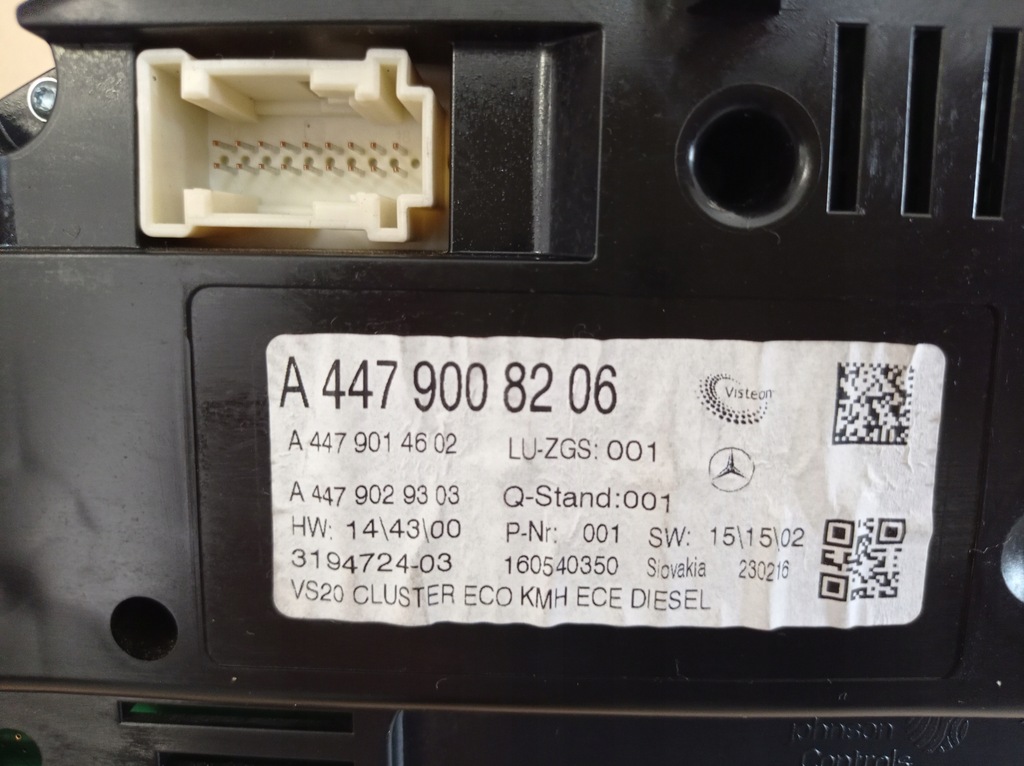 A 447 900 82 06
Visteon
A 447 901 46 02 LU-ZGS: 001
A 447 902 93 03 Q-Stand:001
HW: 14\43\00 P-Nr: 001 SW: 15\15\02
3194724-03 160540350 Slovakia 230216
VS20 CLUSTER ECO KMH ECE DIESEL
Johnson
Controls